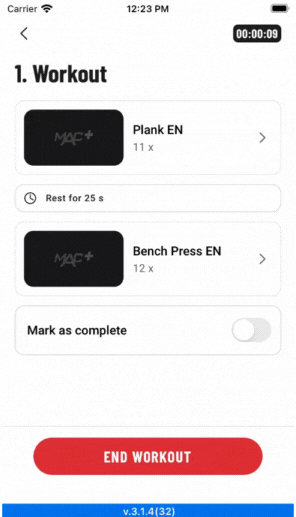 Carrier 12:23 PM
00:00:09
1. Workout
MAC+
Plank EN
11 x
Rest for 25 s
MAC+
Bench Press EN
12 x
Mark as complete
END WORKOUT
v.3.1.4(32)